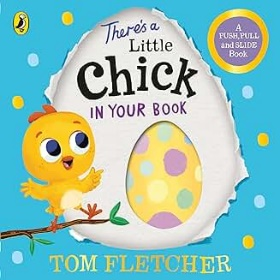 There's a
Little
Chick
IN YOUR BOOK
A
PUSH, PULL
and SLIDE
Book
TOM FLETCHER